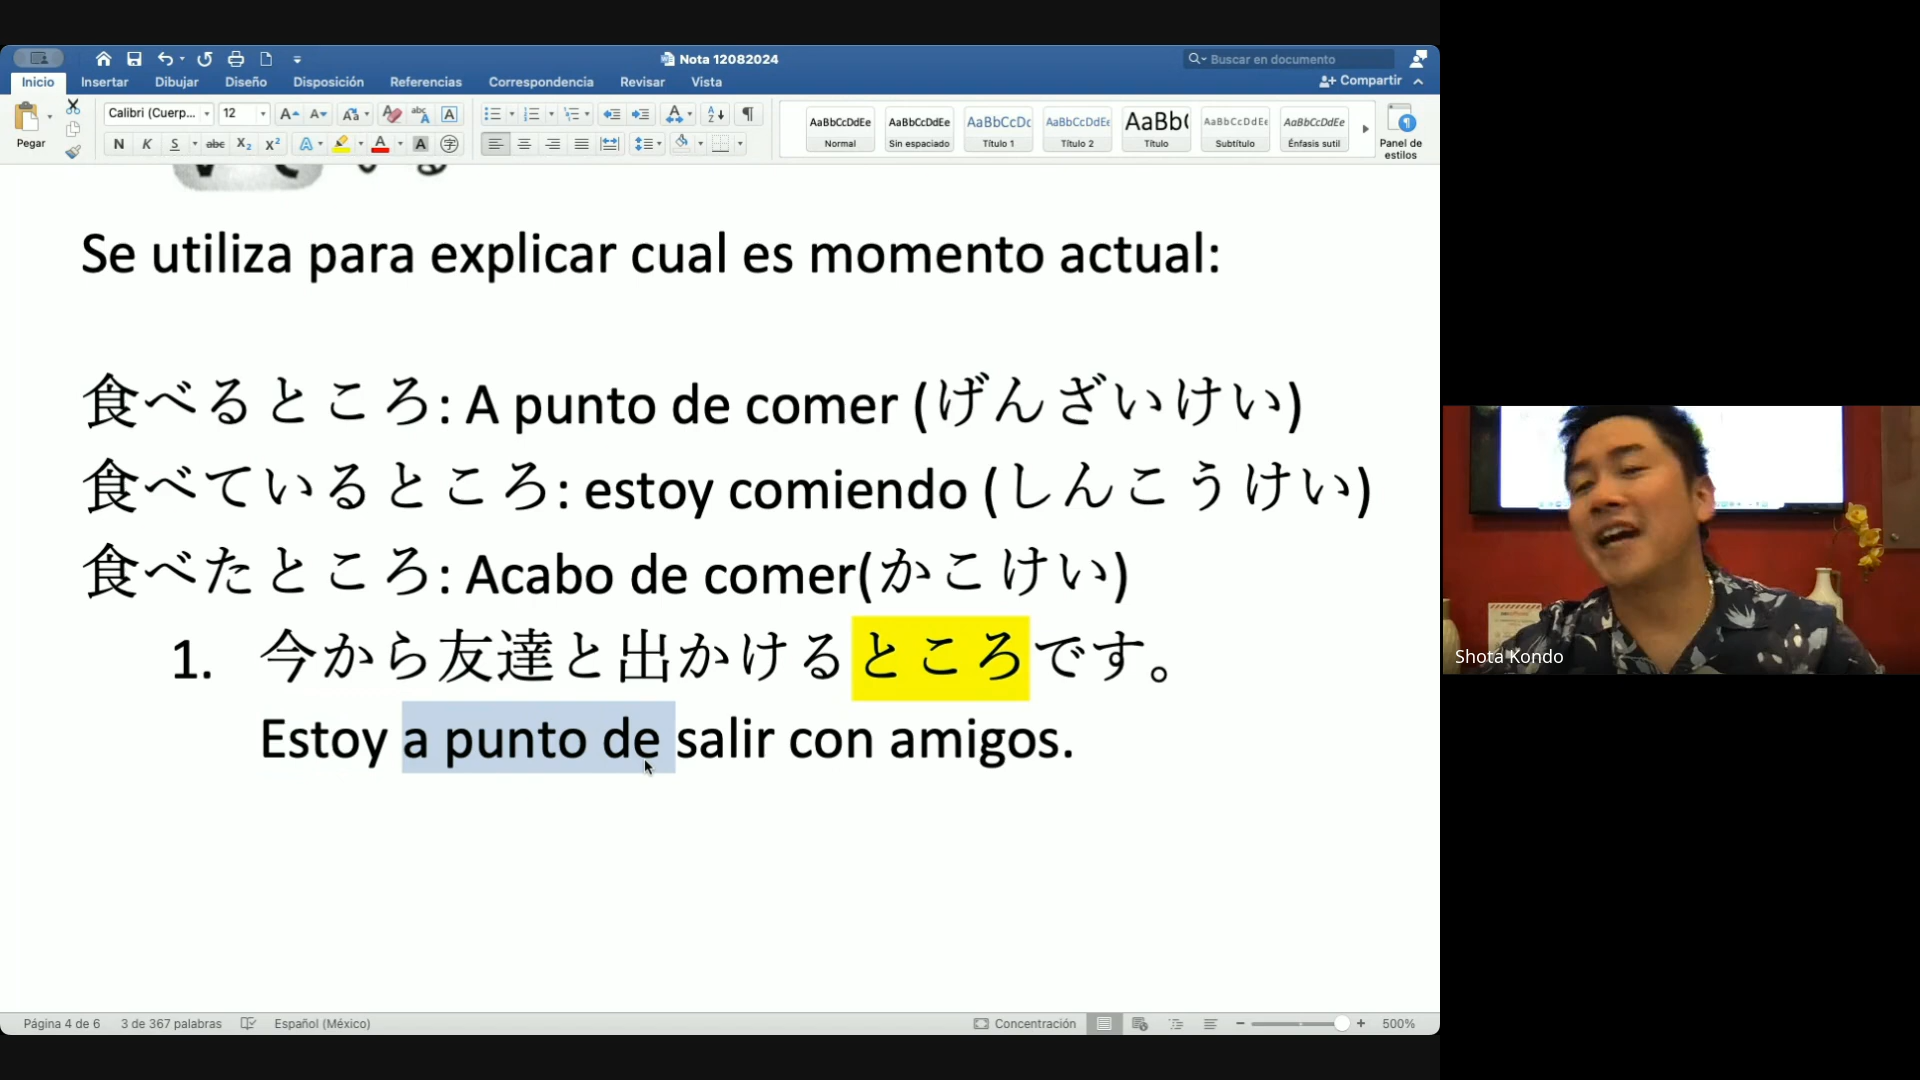 Nota 12082024
Buscar en documento
Inicio Insertar Dibujar Diseño Disposición Referencias Correspondencia Revisar Vista
Compartir
Pegar
Calibri (Cuerp... 12
N K S abc X₂ X²
AaBbCcDdEe AaBbCcDdEe AaBbCcDc AaBbCcDdEe AaBb( AaBbCcDdEe AaBbCcDdEe
Normal Sin espaciado Título 1 Título 2 Título Subtítulo Énfasis sutil
Panel de
estilos
Se utiliza para explicar cual es momento actual:
食べるところ: A punto de comer (げんざいけい)
食べているところ: estoy comiendo (しんこうけい)
食べたところ: Acabo de comer(かこけい)
1. 今から友達と出かけるところです。
Estoy a punto de salir con amigos.
Shota Kondo
Página 4 de 6 3 de 367 palabras Español (México) Concentración 500%